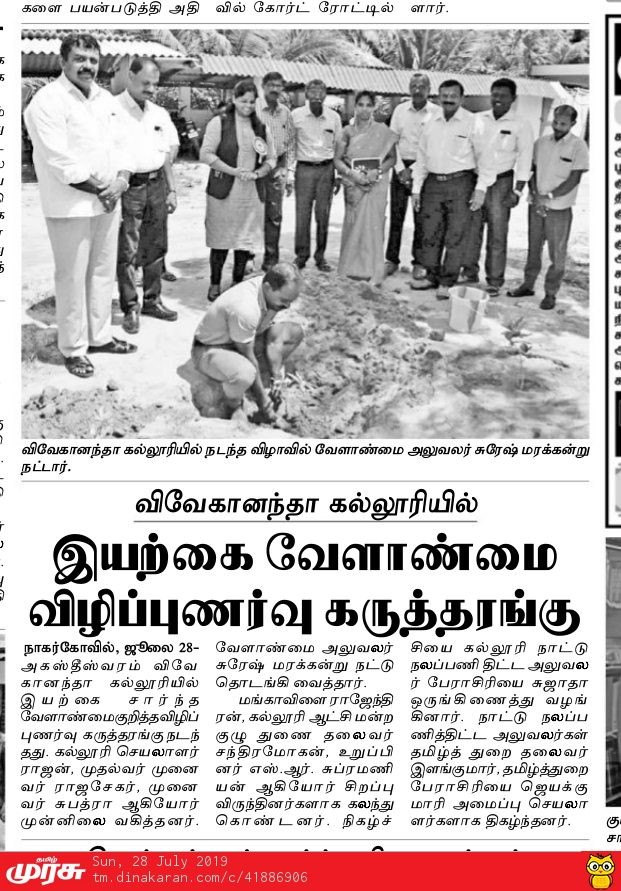 களை பயன்படுத்தி அதி
வில் கோர்ட் ரோட்டில்
ளார்.
விவேகானந்தா கல்லூரியில் நடந்த விழாவில் வேளாண்மை அலுவலர் சுரேஷ் மரக்கன்று
நட்டார்.
விவேகானந்தா கல்லூரியில்
இயற்கை வேளாண்மை
விழிப்புணர்வு கருத்தரங்கு
நாகர்கோவில், ஜூலை 28-
அகஸ்தீஸ்வரம் விவே
கானந்தா கல்லூரியில்
இயற்கை சார்ந்த
வேளாண்மைகுறித்தவிழிப்
புணர்வு கருத்தரங்கு நடந்
தது. கல்லூரி செயலாளர்
ராஜன், முதல்வர் முனை
வர் ராஜசேகர், முனை
வர் சுபத்ரா ஆகியோர்
முன்னிலை வகித்தனர்.
வேளாண்மை அலுவலர்
சுரேஷ் மரக்கன்று நட்டு
தொடங்கி வைத்தார்.
மங்காவிளை ராஜேந்தி
ரன், கல்லூரி ஆட்சி மன்ற
குழு துணை தலைவர்
சந்திரமோகன், உறுப்பி
னர் எஸ்.ஆர். சுப்ரமணி
யன் ஆகியோர் சிறப்பு
விருந்தினர்களாக கலந்து
கொண்டனர். நிகழ்ச்
சியை கல்லூரி நாட்டு
நலப்பணி திட்ட அலுவல
ர் பேராசிரியை சுஜாதா
ஒருங்கிணைத்து வழங்
கினார். நாட்டு நலப்ப
ணித்திட்ட அலுவலர்கள்
தமிழ்த் துறை தலைவர்
இளங்குமார், தமிழ்த்துறை
பேராசிரியை ஜெயக்கு
மாரி அமைப்பு செயலா
ளர்களாக திகழ்ந்தனர்.
தமிழ்
முரசு
Sun, 28 July 2019
tm.dinakaran.com/c/41886906